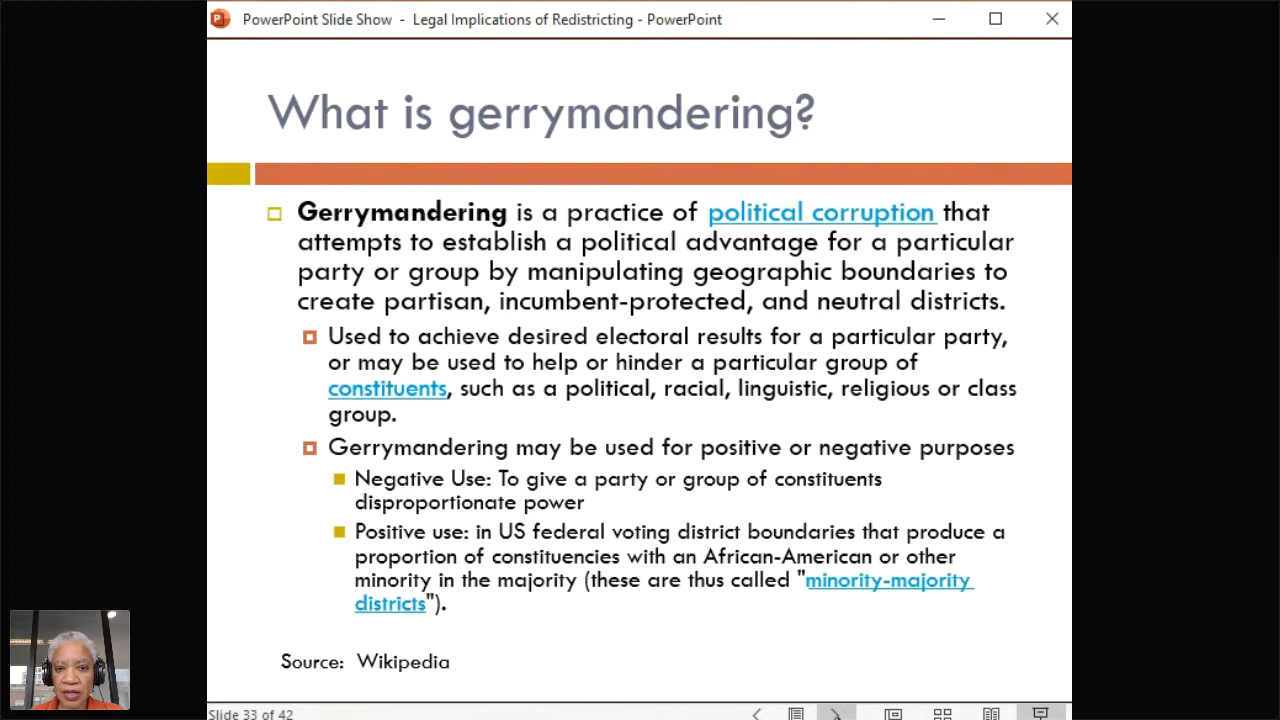 PowerPoint Slide Show - Legal Implications of Redistricting - PowerPoint
What is gerrymandering?
Gerrymandering is a practice of political corruption that
attempts to establish a political advantage for a particular
party or group by manipulating geographic boundaries to
create partisan, incumbent-protected, and neutral districts.
Used to achieve desired electoral results for a particular party,
or may be used to help or hinder a particular group of
constituents, such as a political, racial, linguistic, religious or class
group.
Gerrymandering may be used for positive or negative purposes
Negative Use: To give a party or group of constituents
disproportionate power
Positive use: in US federal voting district boundaries that produce a
proportion of constituencies with an African-American or other
minority in the majority (these are thus called "minority-majority
districts").
Source: Wikipedia
Slide 33 of 42